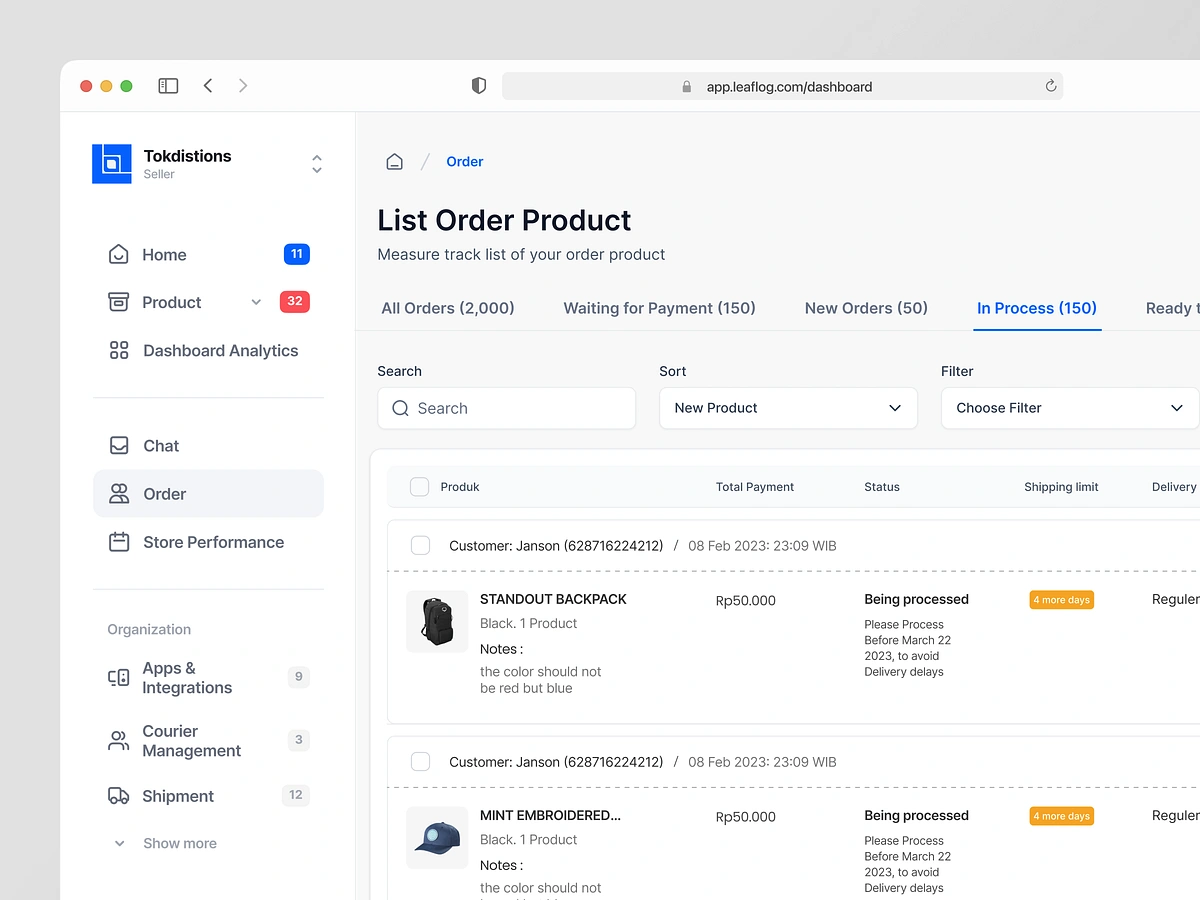 app.leaflog.com/dashboard
Tokdistions
Seller
Home 11
Product 32
Dashboard Analytics
Chat
Order
Store Performance
Organization
Apps &
Integrations
9
Courier
Management
3
Shipment 12
Show more
Order
List Order Product
Measure track list of your order product
All Orders (2,000) Waiting for Payment (150) New Orders (50) In Process (150) Ready
Search Sort Filter
Search New Product Choose Filter
Produk Total Payment Status Shipping limit Delivery
Customer: Janson (628716224212) / 08 Feb 2023: 23:09 WIB
STANDOUT BACKPACK
Black. 1 Product
Notes :
the color should not
be red but blue
Rp50.000
Being processed
Please Process
Before March 22
2023, to avoid
Delivery delays
4 more days
Reguler
Customer: Janson (628716224212) / 08 Feb 2023: 23:09 WIB
MINT EMBROIDERED...
Black. 1 Product
Notes :
the color should not
Rp50.000
Being processed
Please Process
Before March 22
2023, to avoid
Delivery delays
4 more days
Reguler